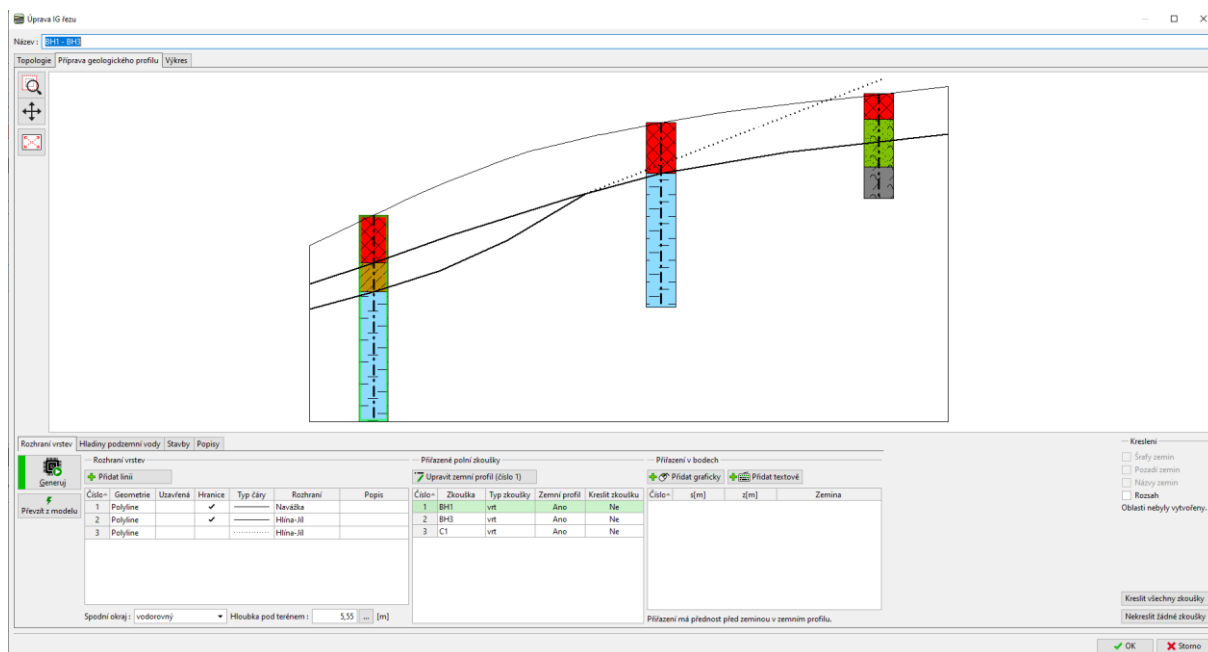 Úprava IG řezu
Název : BH1 - BH3
Topologie Příprava geologického profilu Výkres
Rozhraní vrstev Hladiny podzemní vody Stavby Popisy
Generuj
Převzít z modelu
Rozhraní vrstev
Přidat linii
Číslo Geometrie Uzavřená Hranice Typ čáry Rozhraní Popis
1 Polyline Navážka
2 Polyline Hlína-Jíl
3 Polyline Hlína-Jíl
Spodní okraj : vodorovný Hloubka pod terénem : 5,55 ... [m]
Přiřazené polní zkoušky
Upravit zemní profil (číslo 1)
Číslo Zkouška Typ zkoušky Zemní profil Kreslit zkoušku
1 BH1 vrt Ano Ne
2 BH3 vrt Ano Ne
3 C1 vrt Ano Ne
Přiřazení v bodech
Přidat graficky Přidat textově
Číslo s[m] z[m] Zemina
Přiřazení má přednost před zeminou v zemním profilu.
Kreslení
Šrafy zemin
Pozadí zemin
Názvy zemin
Rozsah
Oblasti nebyly vytvořeny.
Kreslit všechny zkoušky
Nekreslit žádné zkoušky
OK Storno